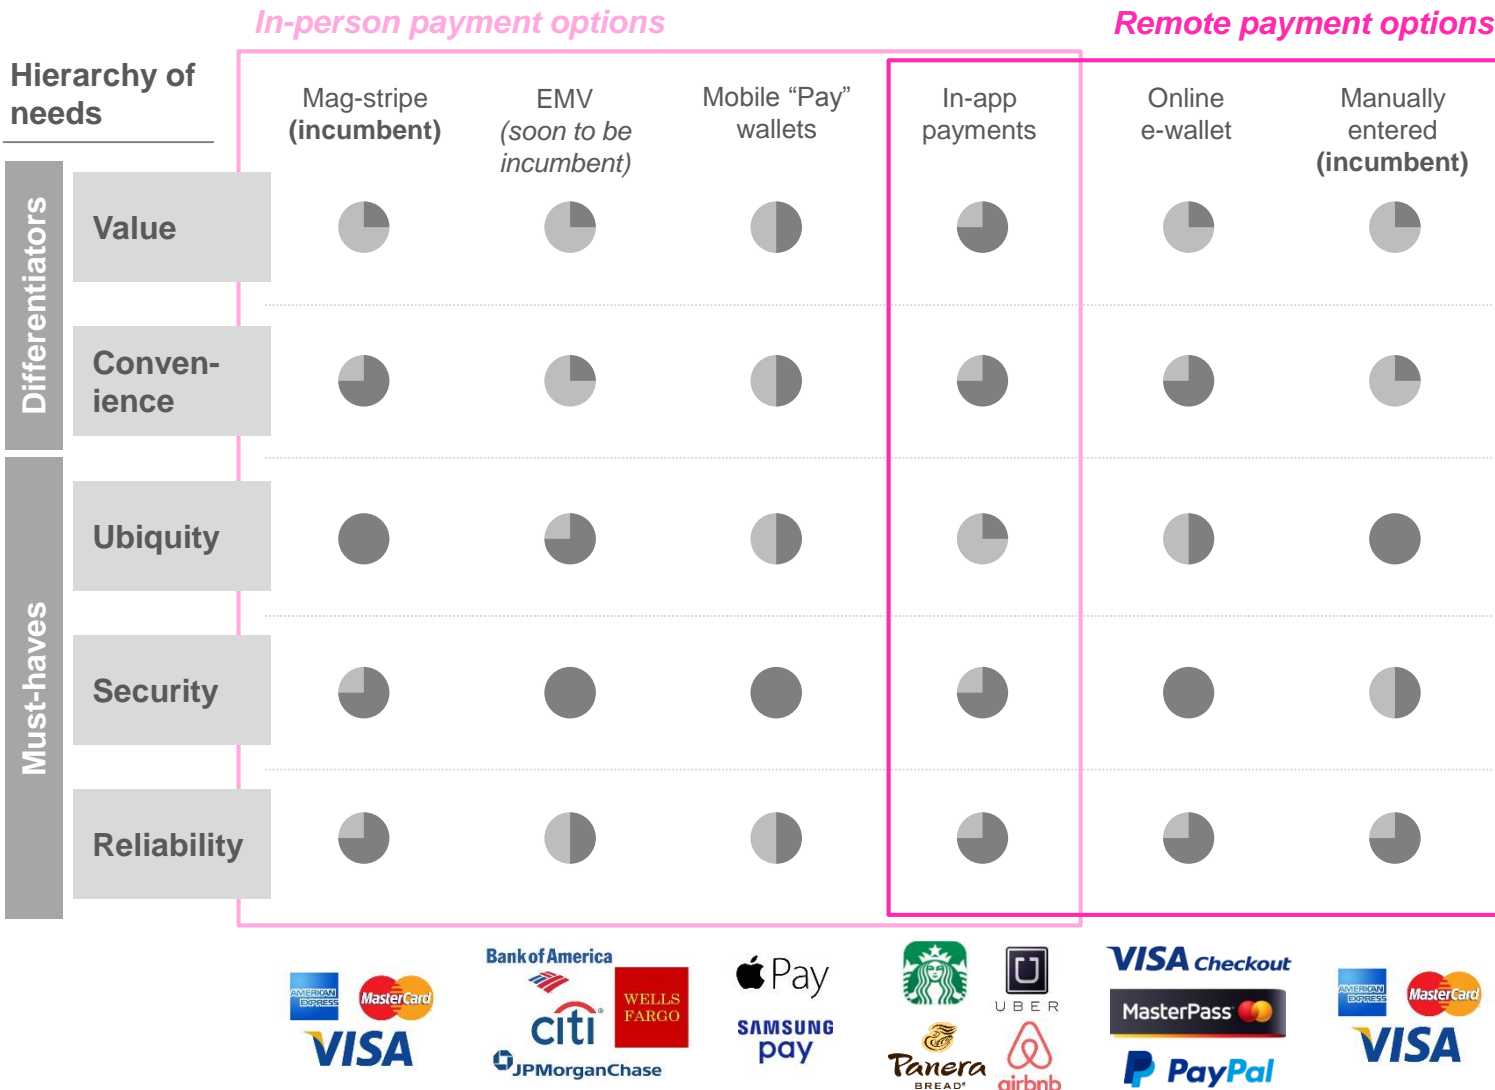 In-person payment options
Remote payment options
Hierarchy of
needs
Mag-stripe
(incumbent)
EMV
(soon to be
incumbent)
Mobile “Pay”
wallets
In-app
payments
Online
e-wallet
Manually
entered
(incumbent)
Differentiators
Value
Conven-
ience
Must-haves
Ubiquity
Security
Reliability
AMERICAN
EXPRESS
MasterCard
VISA
Bank of America
WELLS
FARGO
citi®
JPMorganChase
Pay
SAMSUNG
pay
U
UBER
Panera
BREAD®
airbnb
VISA Checkout
MasterPass
P PayPal
AMERICAN
EXPRESS
MasterCard
VISA